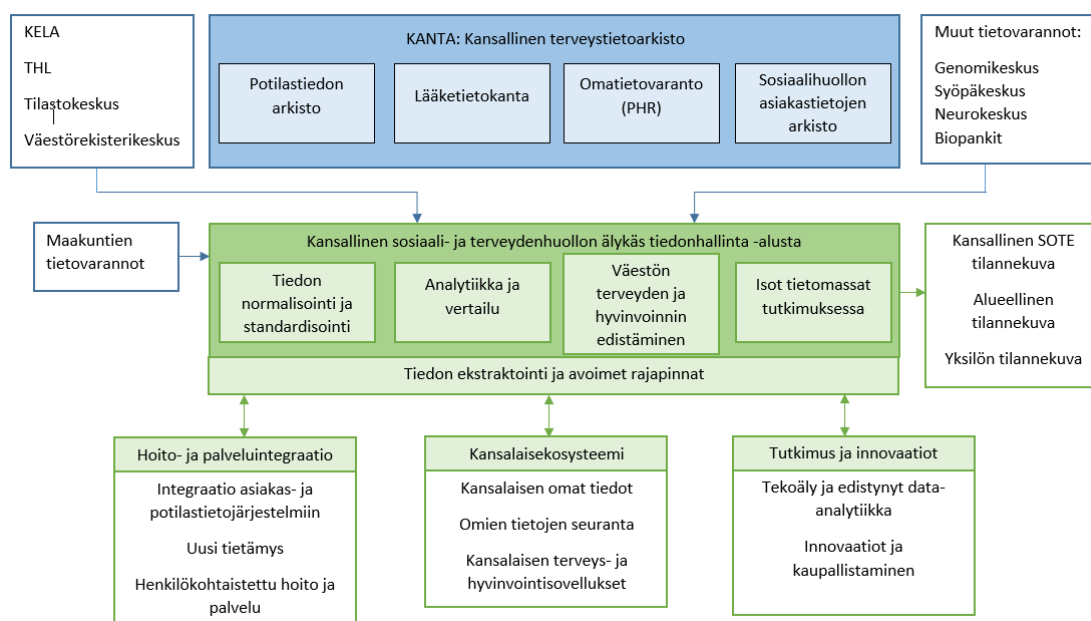 KELA
THL
Tilastokeskus
Väestörekisterikeskus
KANTA: Kansallinen terveystietoarkisto
Potilastiedon
arkisto
Lääketietokanta
Omatietovaranto
(PHR)
Sosiaalihuollon
asiakastietojen
arkisto
Muut tietovarannot:
Genomikeskus
Syöpäkeskus
Neurokeskus
Biopankit
Maakuntien
tietovarannot
Kansallinen sosiaali- ja terveydenhuollon älykäs tiedonhallinta -alusta
Tiedon
normalisointi ja
standardisointi
Analytiikka ja
vertailu
Väestön
terveyden ja
hyvinvoinnin
edistäminen
Isot tietomassat
tutkimuksessa
Tiedon ekstraktointi ja avoimet rajapinnat
Kansallinen SOTE
tilannekuva
Alueellinen
tilannekuva
Yksilön tilannekuva
Hoito- ja palveluintegraatio
Integraatio asiakas- ja
potilastietojärjestelmiin
Uusi tietämys
Henkilökohtaistettu hoito ja
palvelu
Kansalaisekosysteemi
Kansalaisen omat tiedot
Omien tietojen seuranta
Kansalaisen terveys- ja
hyvinvointisovellukset
Tutkimus ja innovaatiot
Tekoäly ja edistynyt data-
analytiikka
Innovaatiot ja
kaupallistaminen